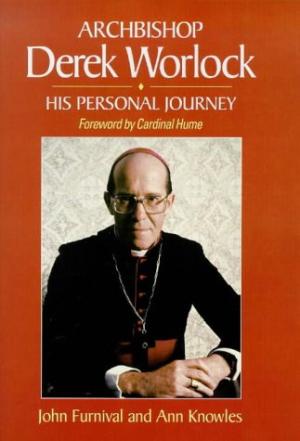 ARCHBISHOP
Derek Worlock
HIS PERSONAL JOURNEY
Foreword by Cardinal Hume
John Furnival and Ann Knowles